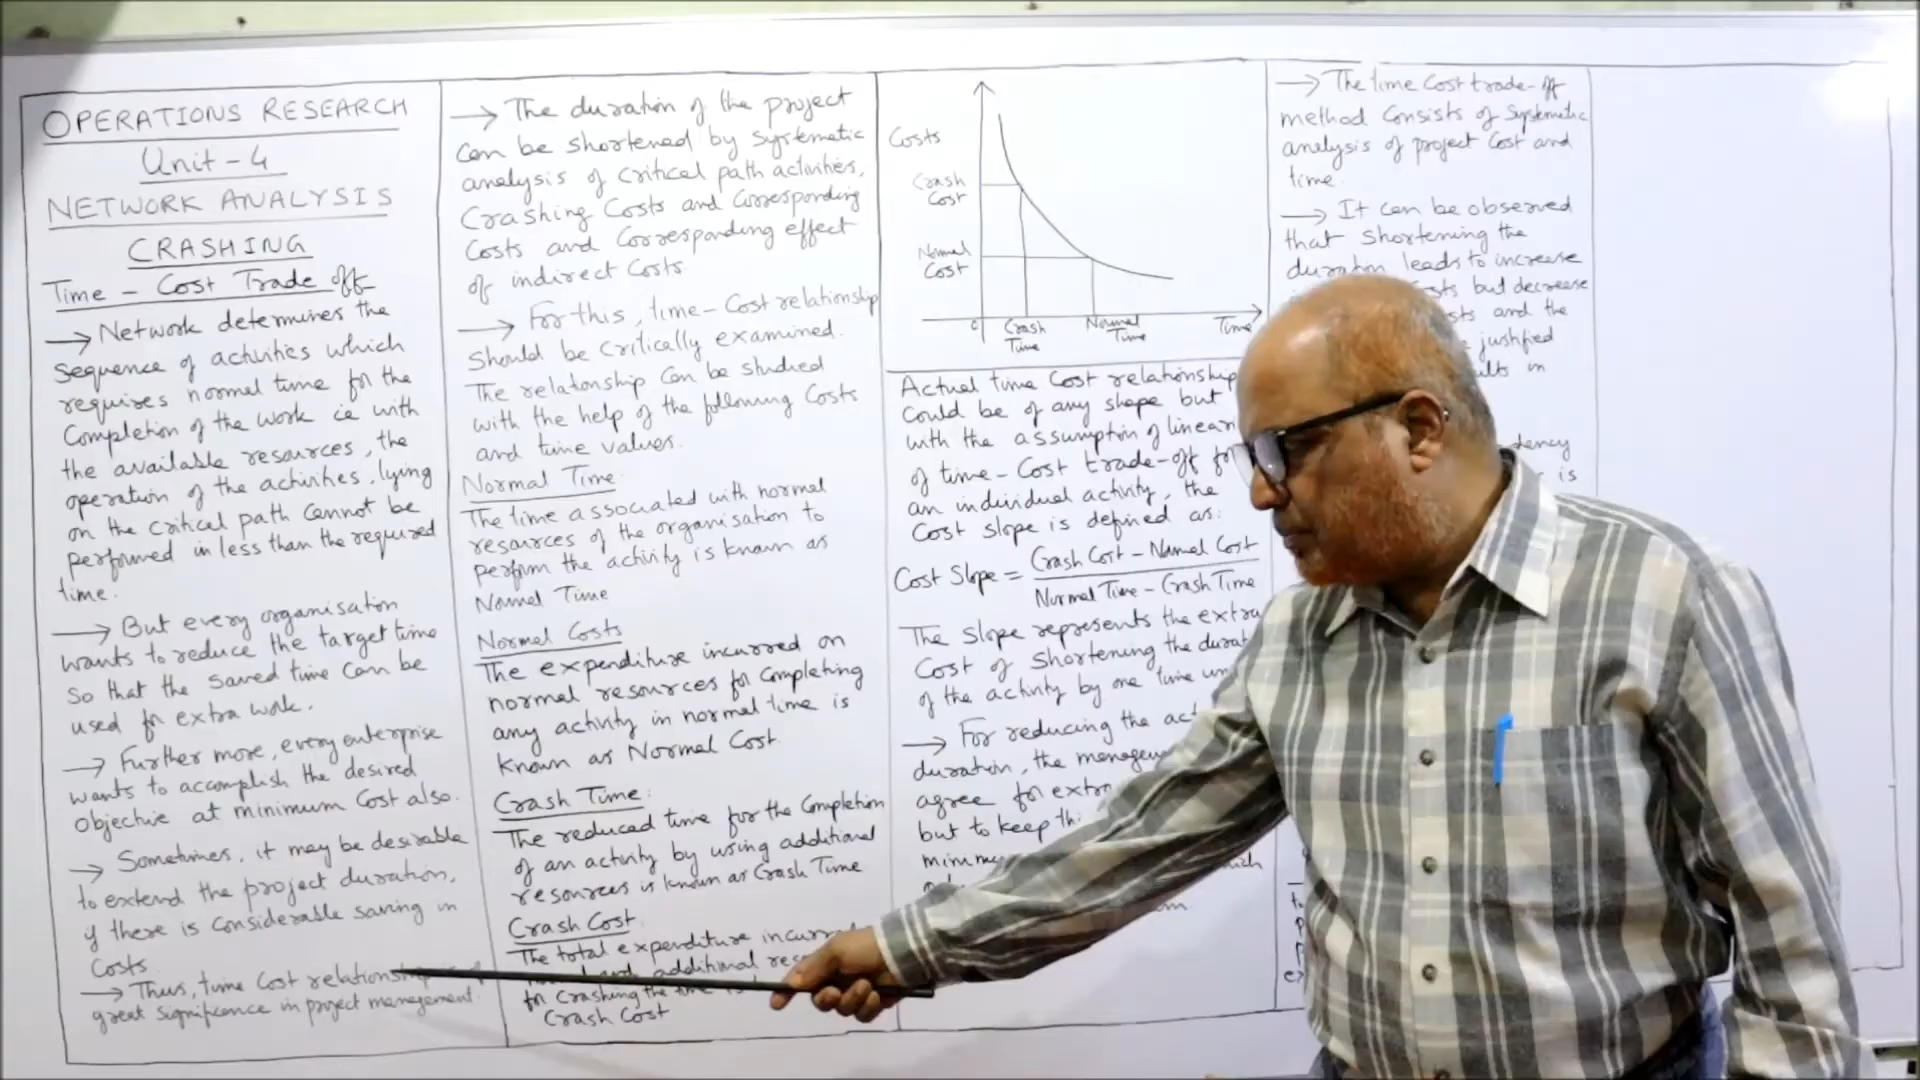 OPERATIONS RESEARCH
Unit - 4
NETWORK ANALYSIS
CRASHING
Time - Cost Trade off
→ Network determines the
sequence of activities which
requires normal time for the
Completion of the work ie with
the available resources, the
operation of the activities, lying
on the critical path cannot be
performed in less than the required
time.
→ But every organisation
wants to reduce the target time
so that the saved time can be
used for extra work.
→ Further more, every enterprise
wants to accomplish the desired
Objective at minimum Cost also.
→ Sometimes, it may be desirable
to extend the project duration,
if there is considerable saving in
Costs
→ Thus, time Cost relationship
great significance in project management.
→ The duration of the project
can be shortened by systematic
analysis of critical path activities,
Crashing Costs and Corresponding
Costs and Corresponding effect
of indirect Costs
→ For this, time - Cost relationship
should be critically examined.
The relationship can be studied
with the help of the following Costs
and time values.
Normal Time
The time associated with normal
resources of the organisation to
perform the activity is known as
Normal Time
Normal Costs
The expenditure incurred on
normal resources for Completing
any activity in normal time is
known as Normal Cost.
Crash Time:
The reduced time for the Completion
of an activity by using additional
resources is known as Crash Time
Crash Cost
The total expenditure
additional
for Crashing the time is
Crash Cost
Costs
Crash
Cost
Normal
Cost
0
Crash
Time
Normal
Time
Time
Actual time Cost relationship
Could be of any shape but
with the assumption of
of time - Cost trade-off
an individual activity, the
Cost slope is defined as:
Cost Slope = Crash Cost - Normal Cost
Normal Time - Crash Time
The slope represents the extra
Cost of Shortening the
of the activity by one time
→ For reducing the
duration, the
agree for
but to keep
→ The time Cost trade-off
method Consists of Systematic
analysis of project Cost and
time.
→ It can be observed
that Shortening the
duration leads to increase
but decrease
and the
justified
in
is